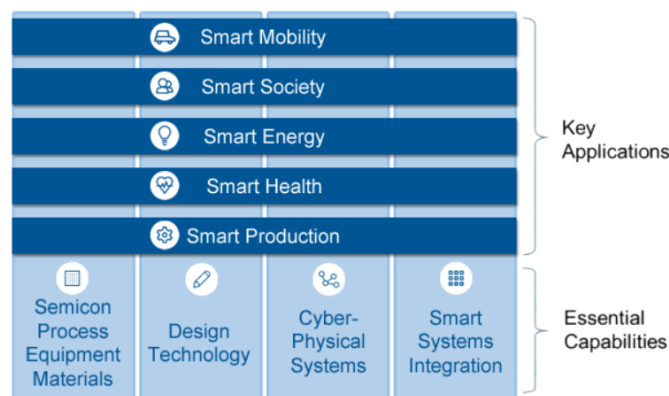 Smart Mobility
Smart Society
Smart Energy
Smart Health
Smart Production
Key
Applications
Semicon
Process
Equipment
Materials
Design
Technology
Cyber-
Physical
Systems
Smart
Systems
Integration
Essential
Capabilities